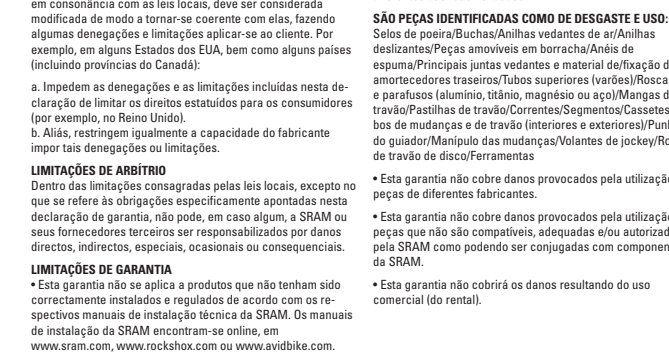 em consonância com as leis locais, deve ser considerada
modificada de modo a tornar-se coerente com elas, fazendo
algumas denegações e limitações aplicar-se ao cliente. Por
exemplo, em alguns Estados dos EUA, bem como alguns países
(incluindo províncias do Canadá):
a. Impedem as denegações e as limitações incluídas nesta de-
claração de limitar os direitos estatuídos para os consumidores
(por exemplo, no Reino Unido).
b. Aliás, restringem igualmente a capacidade do fabricante
impor tais denegações ou limitações.
LIMITAÇÕES DE ARBÍTRIO
Dentro das limitações consagradas pelas leis locais, excepto no
que se refere às obrigações especificamente apontadas nesta
declaração de garantia, não pode, em caso algum, a SRAM ou
seus fornecedores terceiros ser responsabilizados por danos
directos, indirectos, especiais, ocasionais ou consequenciais.
LIMITAÇÕES DE GARANTIA
• Esta garantia não se aplica a produtos que não tenham sido
correctamente instalados e regulados de acordo com os re-
spectivos manuais de instalação técnica da SRAM. Os manuais
de instalação da SRAM encontram-se online, em
www.sram.com, www.rockshox.com ou www.avidbike.com.
SÃO PEÇAS IDENTIFICADAS COMO DE DESGASTE E USO:
Selos de poeira/Buchas/Anilhas vedantes de ar/Anilhas
deslizantes/Peças amovíveis em borracha/Anéis de
espuma/Principais juntas vedantes e material de/fixação d
amortecedores traseiros/Tubos superiores (varões)/Rosca
e parafusos (alumínio, titânio, magnésio ou aço)/Mangas d
travão/Pastilhas de travão/Correntes/Segmentos/Cassetes
bos de mudanças e de travão (interiores e exteriores)/Pun
do guiador/Manípulo das mudanças/Volantes de jockey/Ro
de travão de disco/Ferramentas
• Esta garantia não cobre danos provocados pela utilizaçã
peças de diferentes fabricantes.
• Esta garantia não cobre danos provocados pela utilizaçã
peças que não são compatíveis, adequadas e/ou autorizad
pela SRAM como podendo ser conjugadas com componen
da SRAM.
• Esta garantia não cobrirá os danos resultando do uso
comercial (do rental).